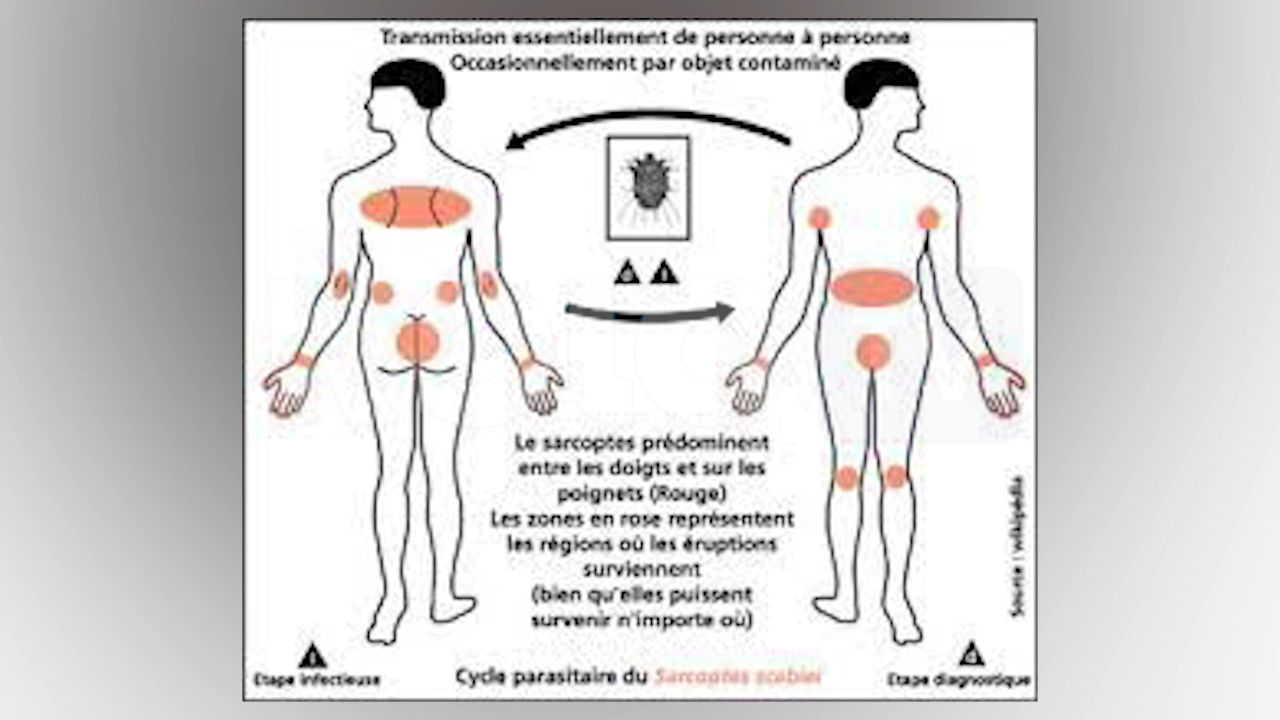 Transmission essentiellement de personne à personne
Occasionnellement par objet contaminé
d i
Le sarcoptes prédominent
entre les doigts et sur les
poignets (Rouge)
Les zones en rose représentent
les régions où les éruptions
surviennent
(bien qu'elles puissent
survenir n'importe où)
Source : wikipédia
i
Etape infectieuse
Cycle parasitaire du Sarcoptes scabiei
d
Etape diagnostique